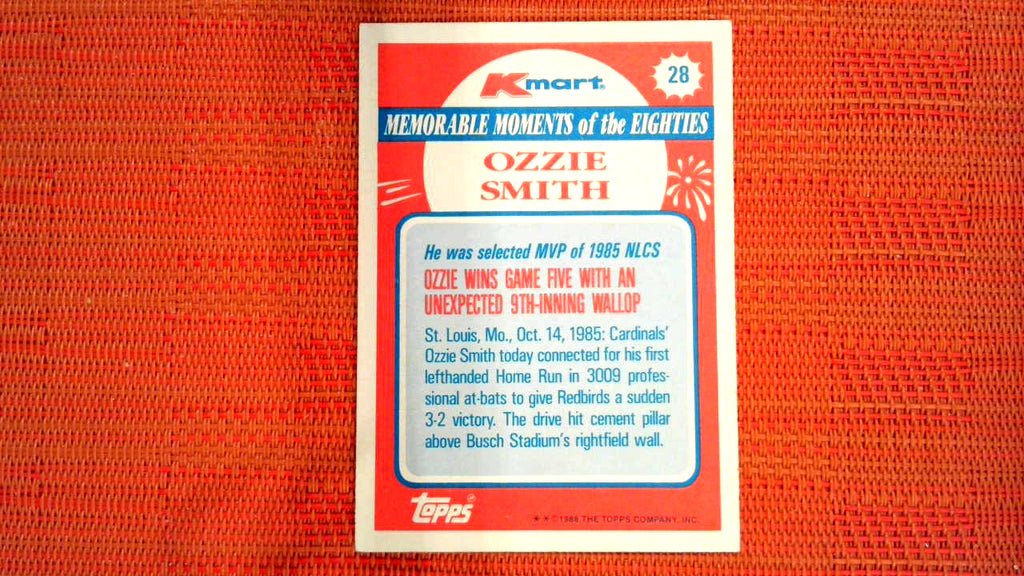 Kmart®
28
MEMORABLE MOMENTS of the EIGHTIES
OZZIE
SMITH
He was selected MVP of 1985 NLCS
OZZIE WINS GAME FIVE WITH AN
UNEXPECTED 9TH-INNING WALLOP
St. Louis, Mo., Oct. 14, 1985: Cardinals'
Ozzie Smith today connected for his first
lefthanded Home Run in 3009 profes-
sional at-bats to give Redbirds a sudden
3-2 victory. The drive hit cement pillar
above Busch Stadium's rightfield wall.
Topps®
**©1988 THE TOPPS COMPANY, INC.